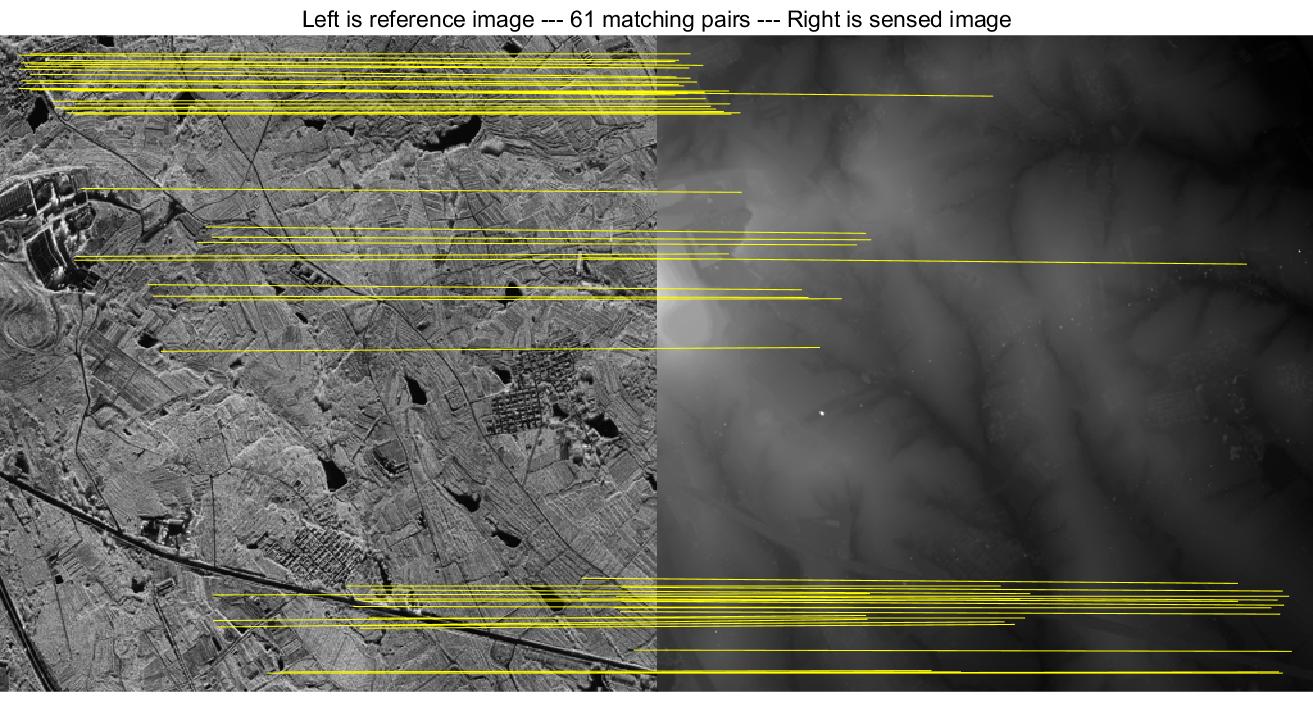 Left is reference image --- 61 matching pairs --- Right is sensed image